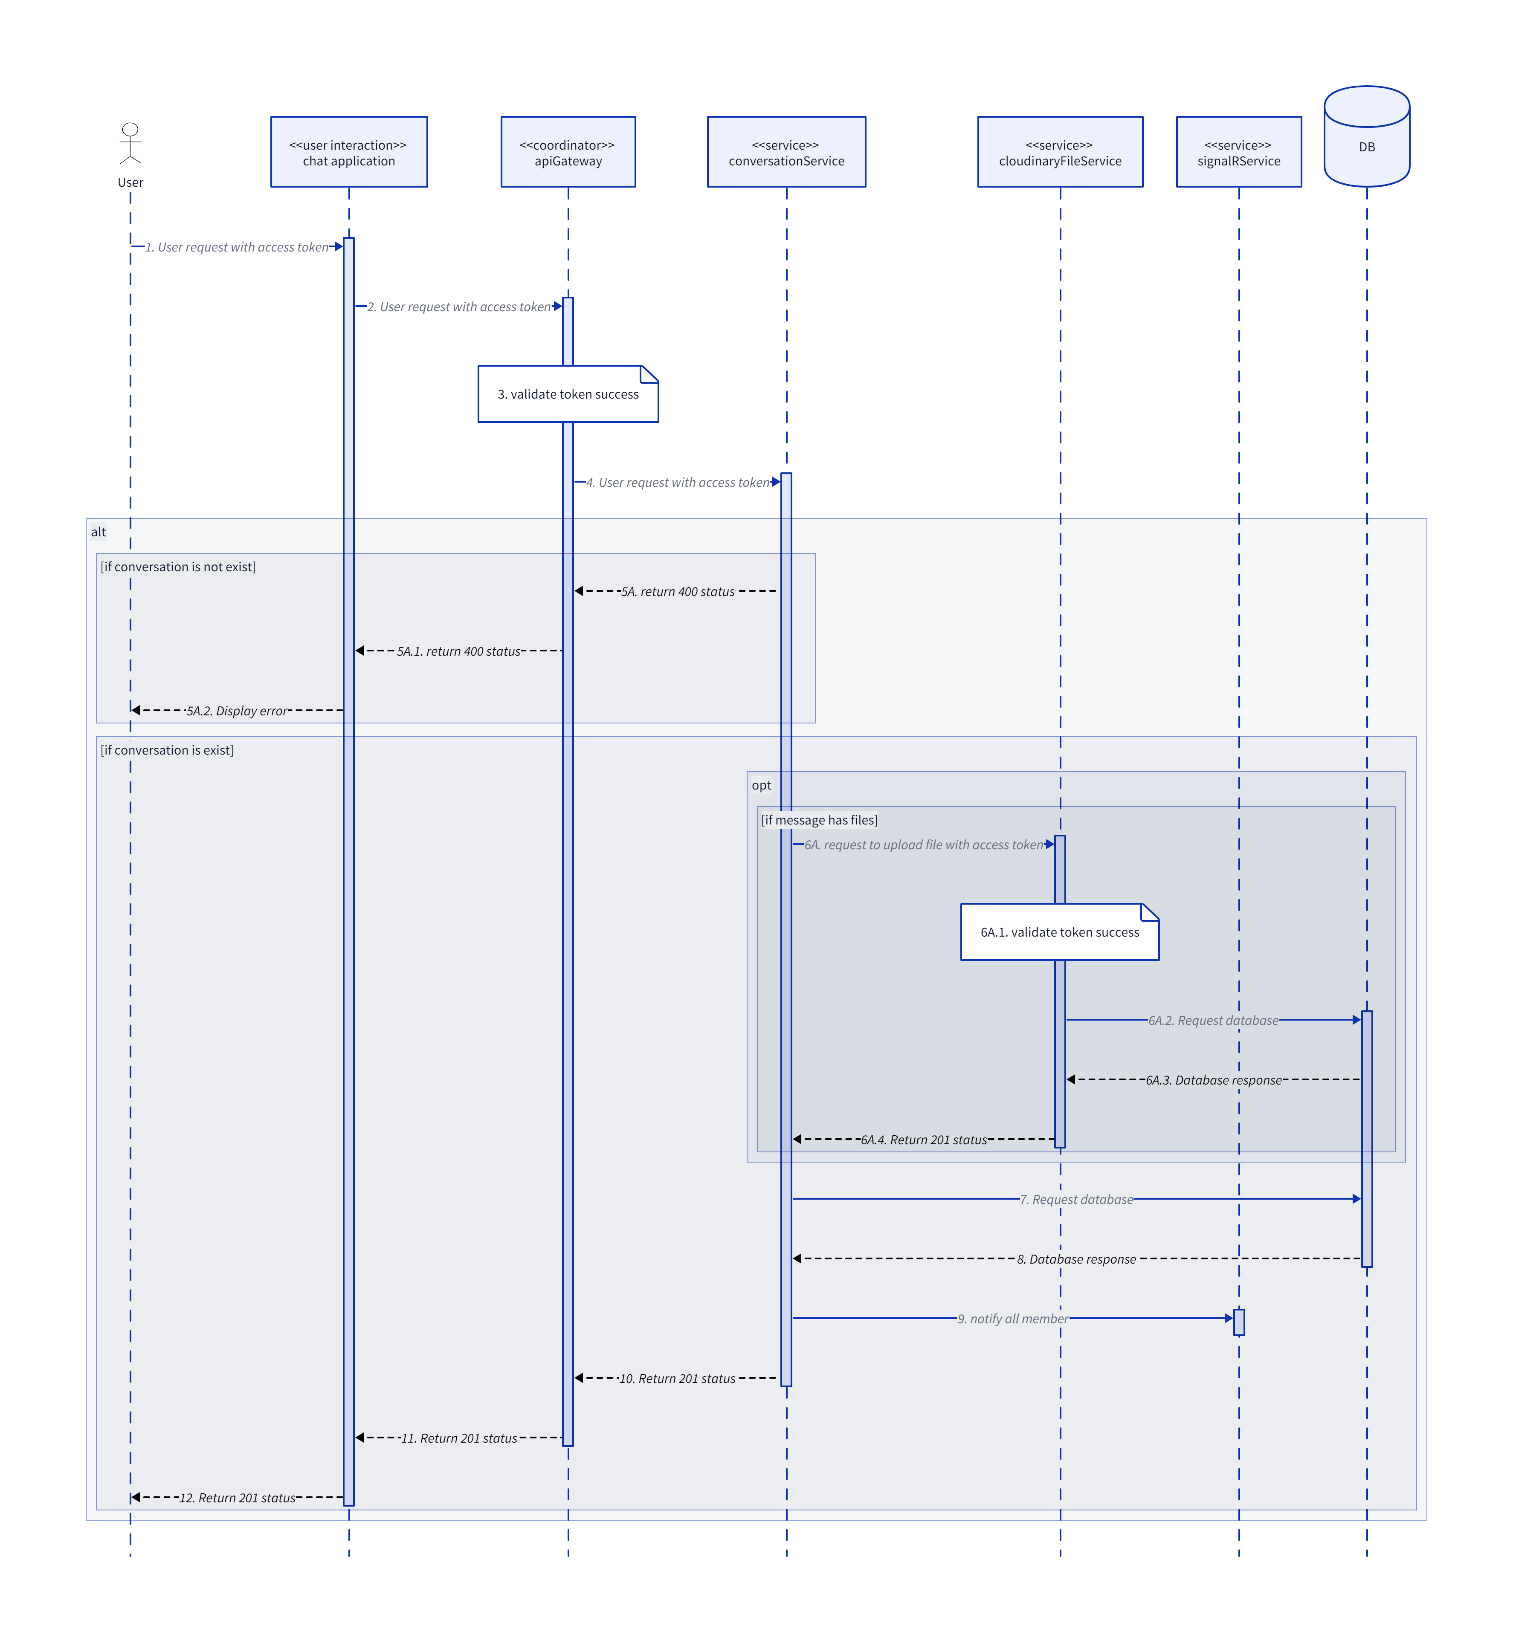 User
<<user interaction>>
chat application
<<coordinator>>
apiGateway
<<service>>
conversationService
<<service>>
cloudinaryFileService
<<service>>
signalRService
DB
1. User request with access token
2. User request with access token
3. validate token success
4. User request with access token
alt
[if conversation is not exist]
5A. return 400 status
5A.1. return 400 status
5A.2. Display error
[if conversation is exist]
opt
[if message has files]
6A. request to upload file with access token
6A.1. validate token success
6A.2. Request database
6A.3. Database response
6A.4. Return 201 status
7. Request database
8. Database response
9. notify all member
10. Return 201 status
11. Return 201 status
12. Return 201 status